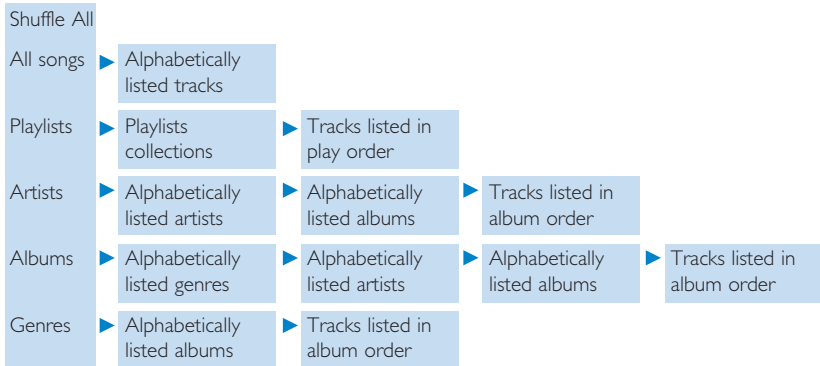 Shuffle All
All songs
Alphabetically
listed tracks
Playlists
Playlists
collections
Tracks listed in
play order
Artists
Alphabetically
listed artists
Alphabetically
listed albums
Tracks listed in
album order
Albums
Alphabetically
listed genres
Alphabetically
listed artists
Alphabetically
listed albums
Tracks listed in
album order
Genres
Alphabetically
listed albums
Tracks listed in
album order